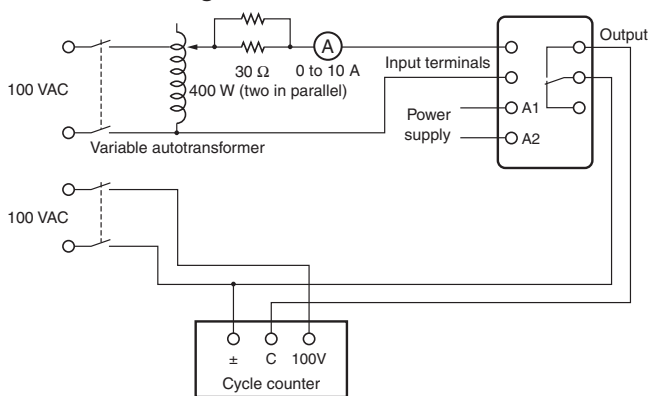 100 VAC
30 Ω
400 W (two in parallel)
A
0 to 10 A
Variable autotransformer
Input terminals
Output
A1
A2
Power
supply
100 VAC
±
C
100V
Cycle counter